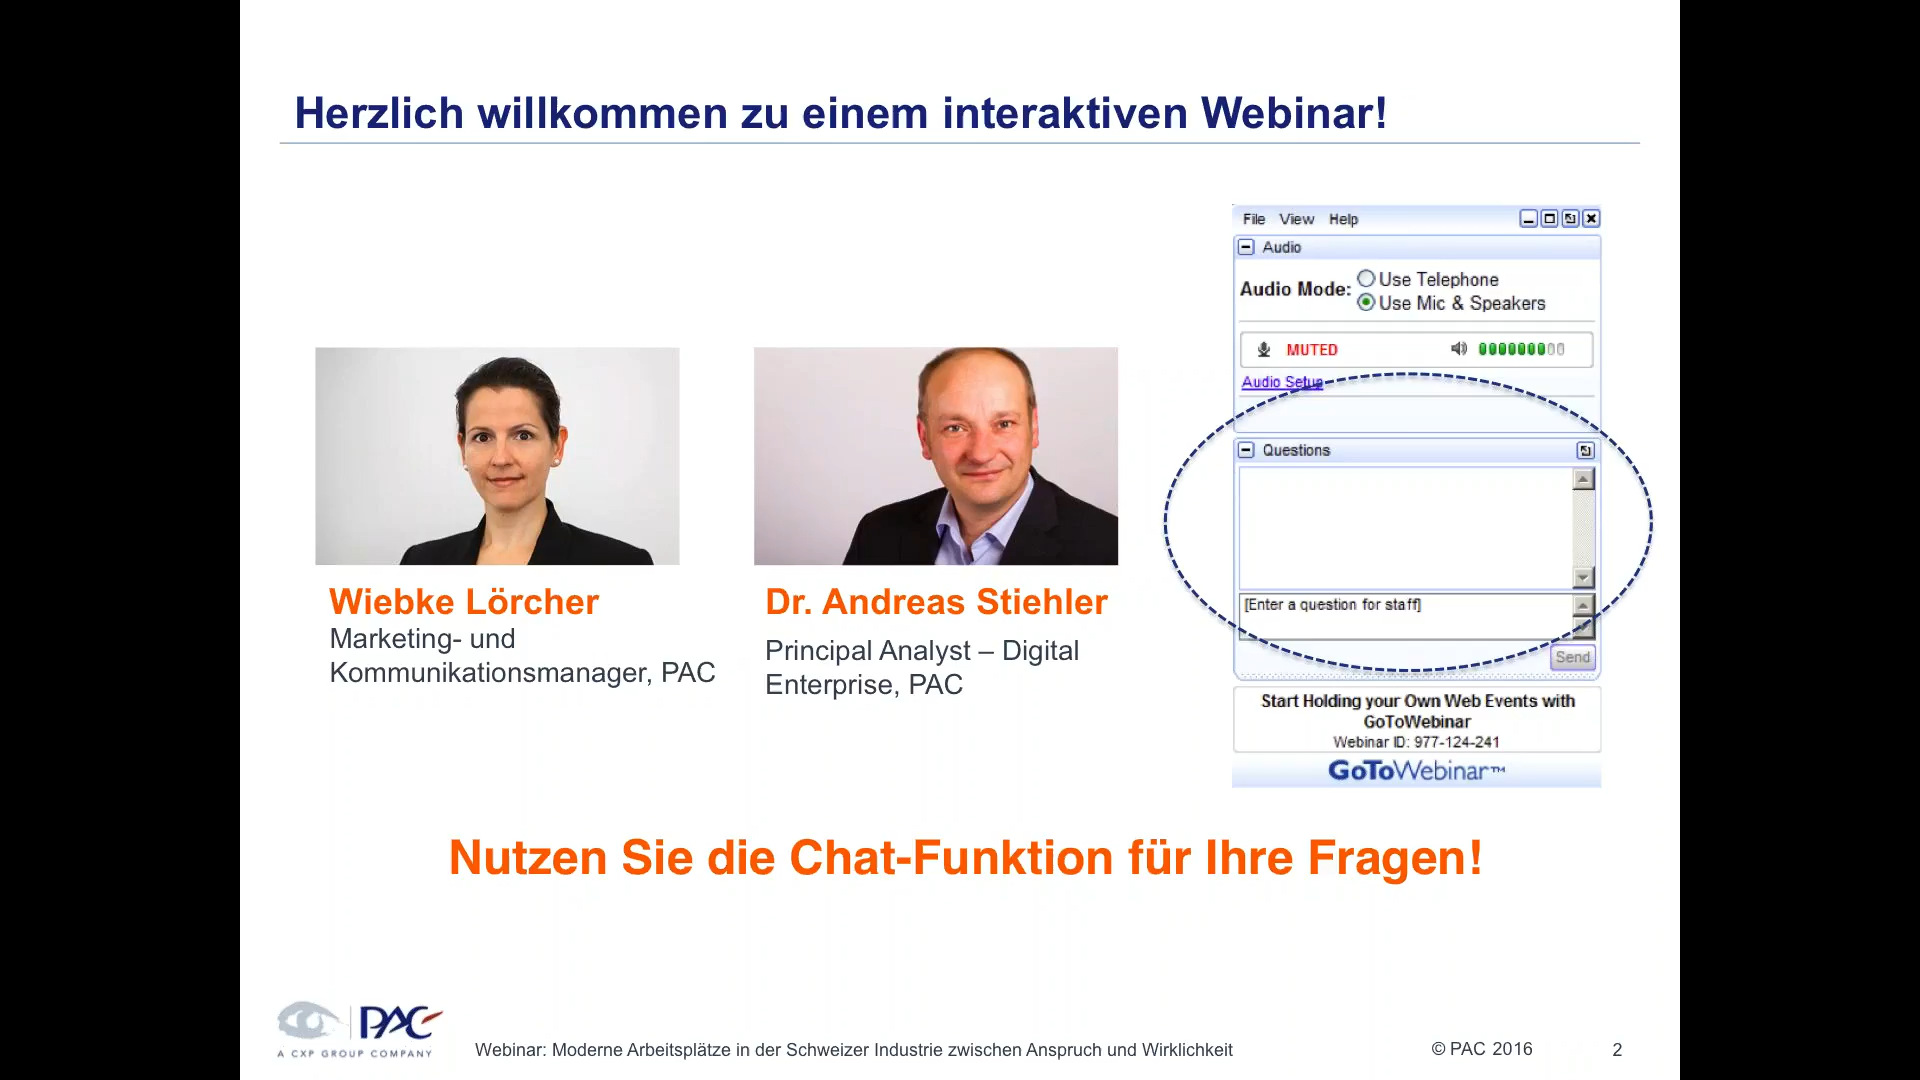 Herzlich willkommen zu einem interaktiven Webinar!
File View Help
Audio
Audio Mode:
Use Telephone
Use Mic & Speakers
MUTED
Audio Setup
Questions
[Enter a question for staff]
Send
Start Holding your Own Web Events with
GoToWebinar
Webinar ID: 977-124-241
GoToWebinar™
Wiebke Lörcher
Marketing- und
Kommunikationsmanager, PAC
Dr. Andreas Stiehler
Principal Analyst – Digital
Enterprise, PAC
Nutzen Sie die Chat-Funktion für Ihre Fragen!
PAC
A CXP GROUP COMPANY
Webinar: Moderne Arbeitsplätze in der Schweizer Industrie zwischen Anspruch und Wirklichkeit
© PAC 2016
2